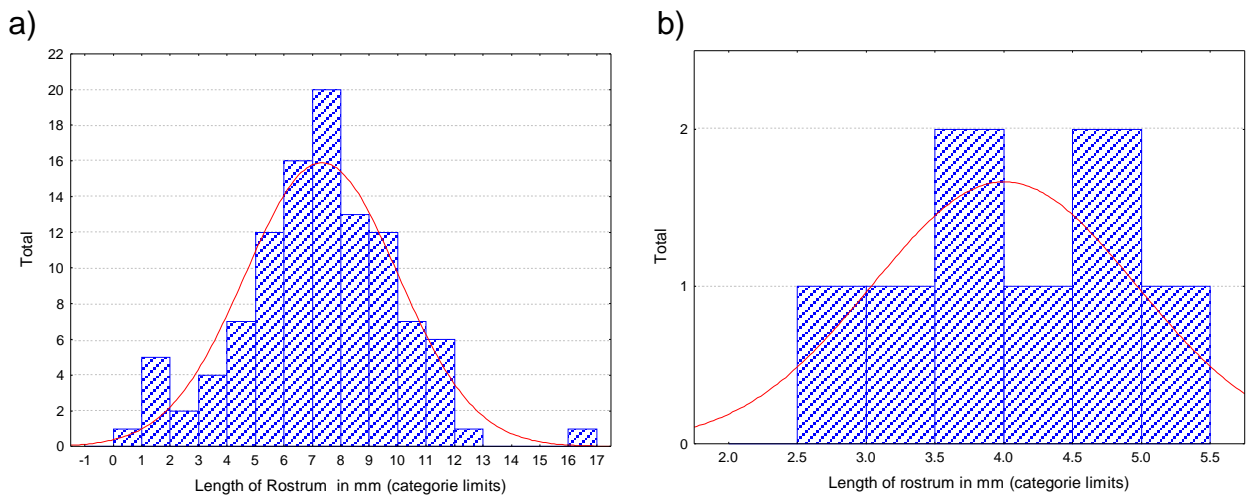 a)
22
20
18
16
14
12
10
8
6
4
2
0
Total
-1 0 1 2 3 4 5 6 7 8 9 10 11 12 13 14 15 16 17
Length of Rostrum in mm (categorie limits)
b)
2
1
0
Total
2.0 2.5 3.0 3.5 4.0 4.5 5.0 5.5
Length of rostrum in mm (categorie limits)